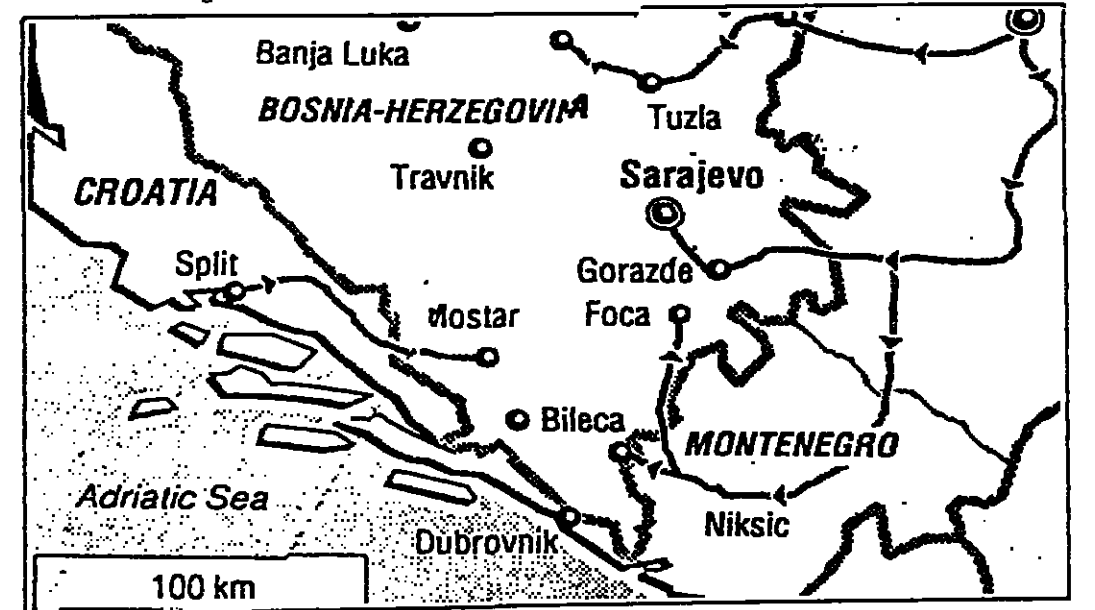 Banja Luka
BOSNIA-HERZEGOVINA
Tuzla
Travnik
Sarajevo
CROATIA
Split
Gorazde
Mostar
Foca
Bileca
MONTENEGRO
Adriatic Sea
Niksic
Dubrovnik
100 km